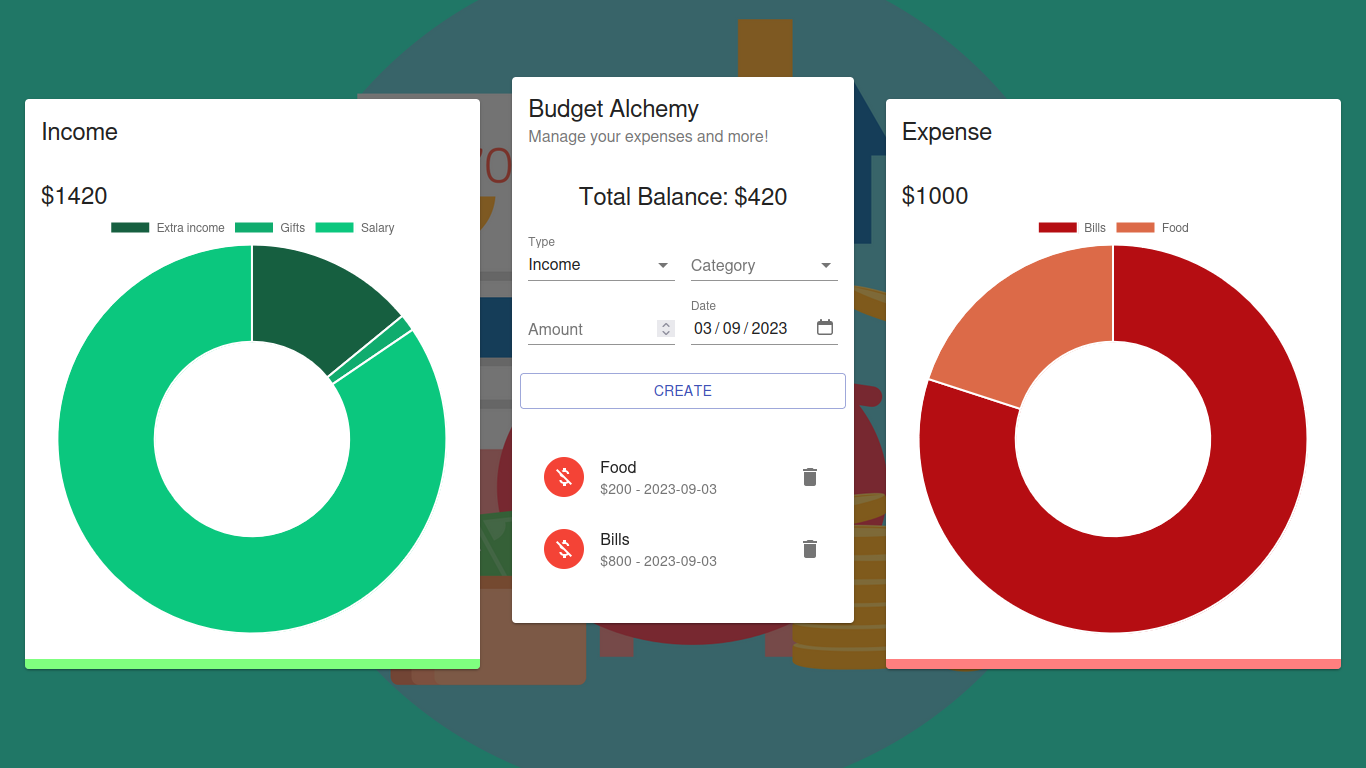 Income
$1420
Extra income Gifts Salary
Budget Alchemy
Manage your expenses and more!
Total Balance: $420
Type
Income
Category
Amount
Date
03/09/2023
CREATE
Food
$200 - 2023-09-03
Bills
$800 - 2023-09-03
Expense
$1000
Bills Food